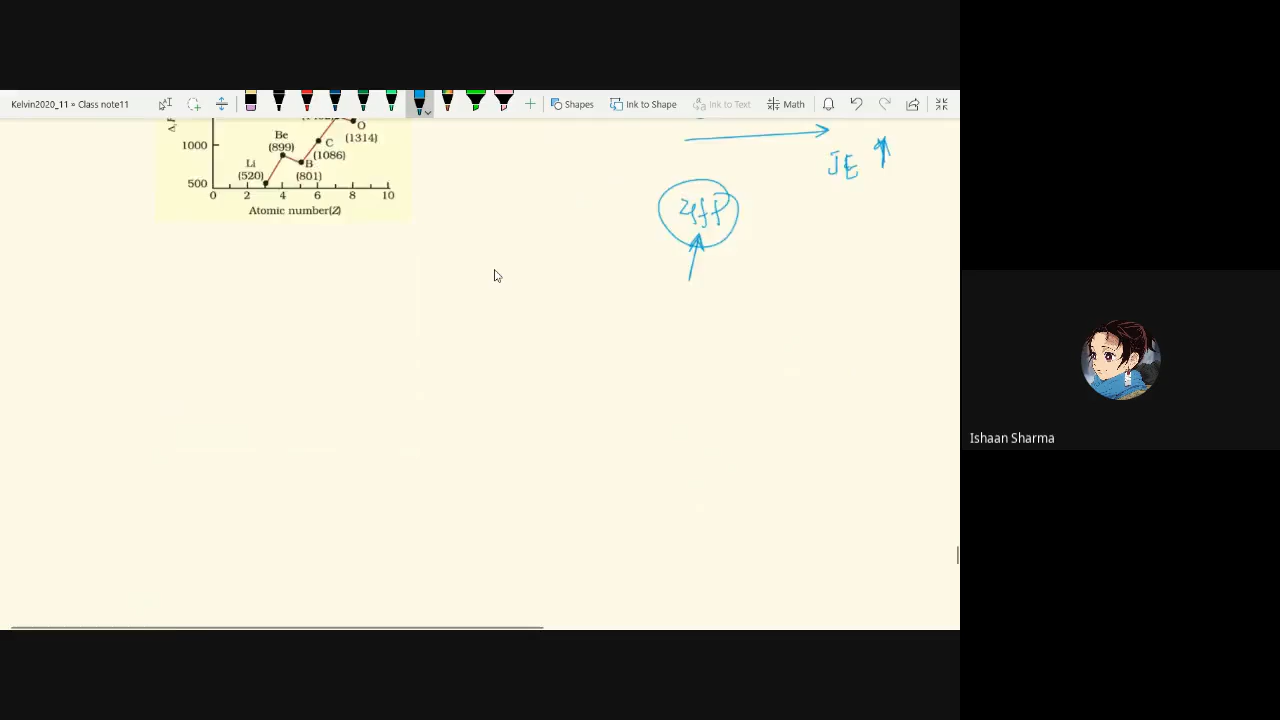 Kelvin2020_11 » Class note11
Shapes
Ink to Shape
Ink to Text
Math
O
(1314)
1000
Be
(899)
C
(1086)
Li
(520)
B
(801)
500
0 2 4 6 8 10
Atomic number(Z)
IE ↑
Zeff
Ishaan Sharma